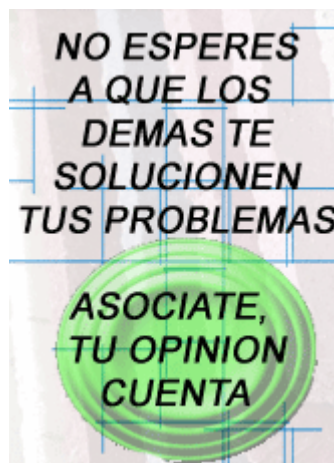 NO ESPERES
A QUE LOS
DEMAS TE
SOLUCIONEN
TUS PROBLEMAS
ASOCIATE,
TU OPINION
CUENTA